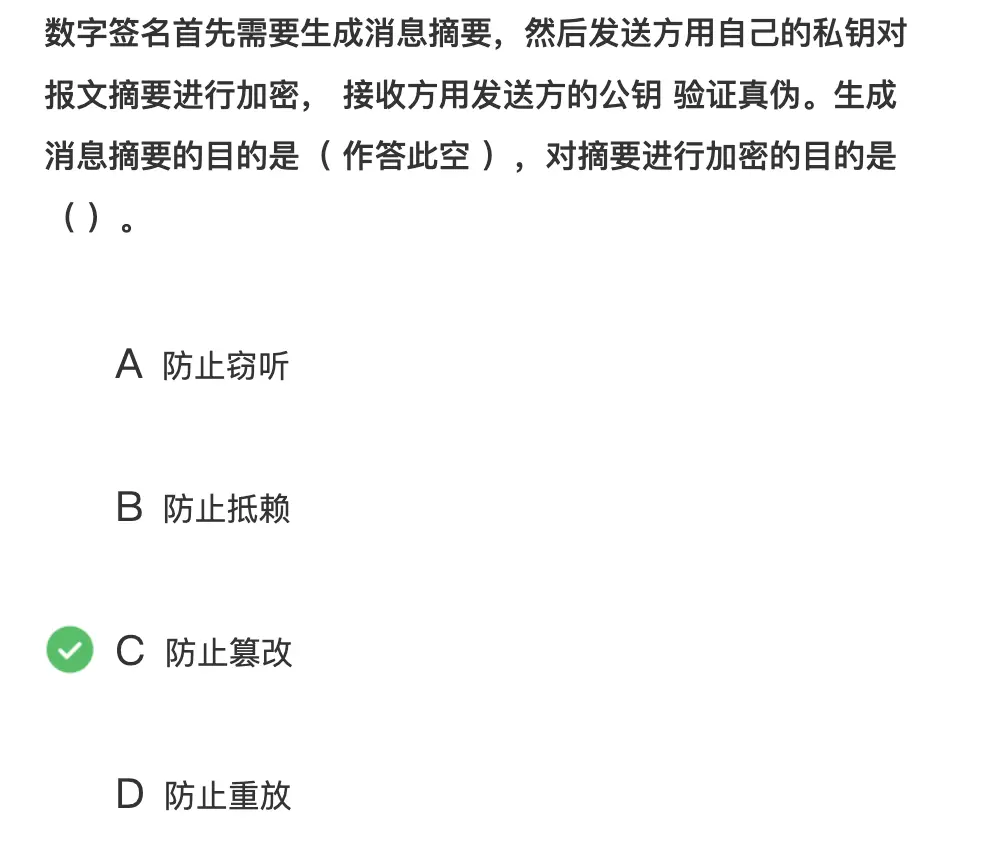 数字签名首先需要生成消息摘要，然后发送方用自己的私钥对
报文摘要进行加密， 接收方用发送方的公钥 验证真伪。生成
消息摘要的目的是（ 作答此空 ），对摘要进行加密的目的是
（ ）。
A 防止窃听
B 防止抵赖
C 防止篡改
D 防止重放